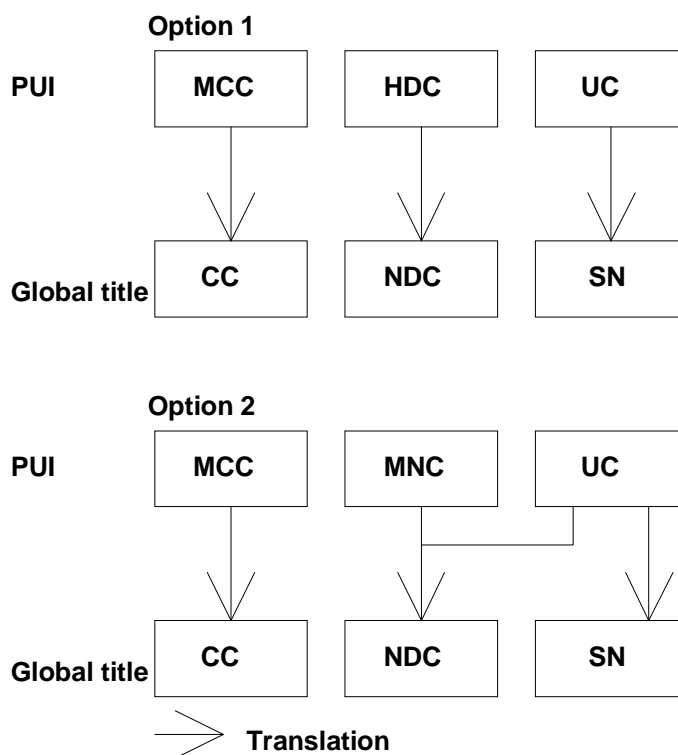 Option 1
PUI MCC HDC UC
CC NDC SN
Global title
Option 2
PUI MCC MNC UC
CC NDC SN
Global title
Translation